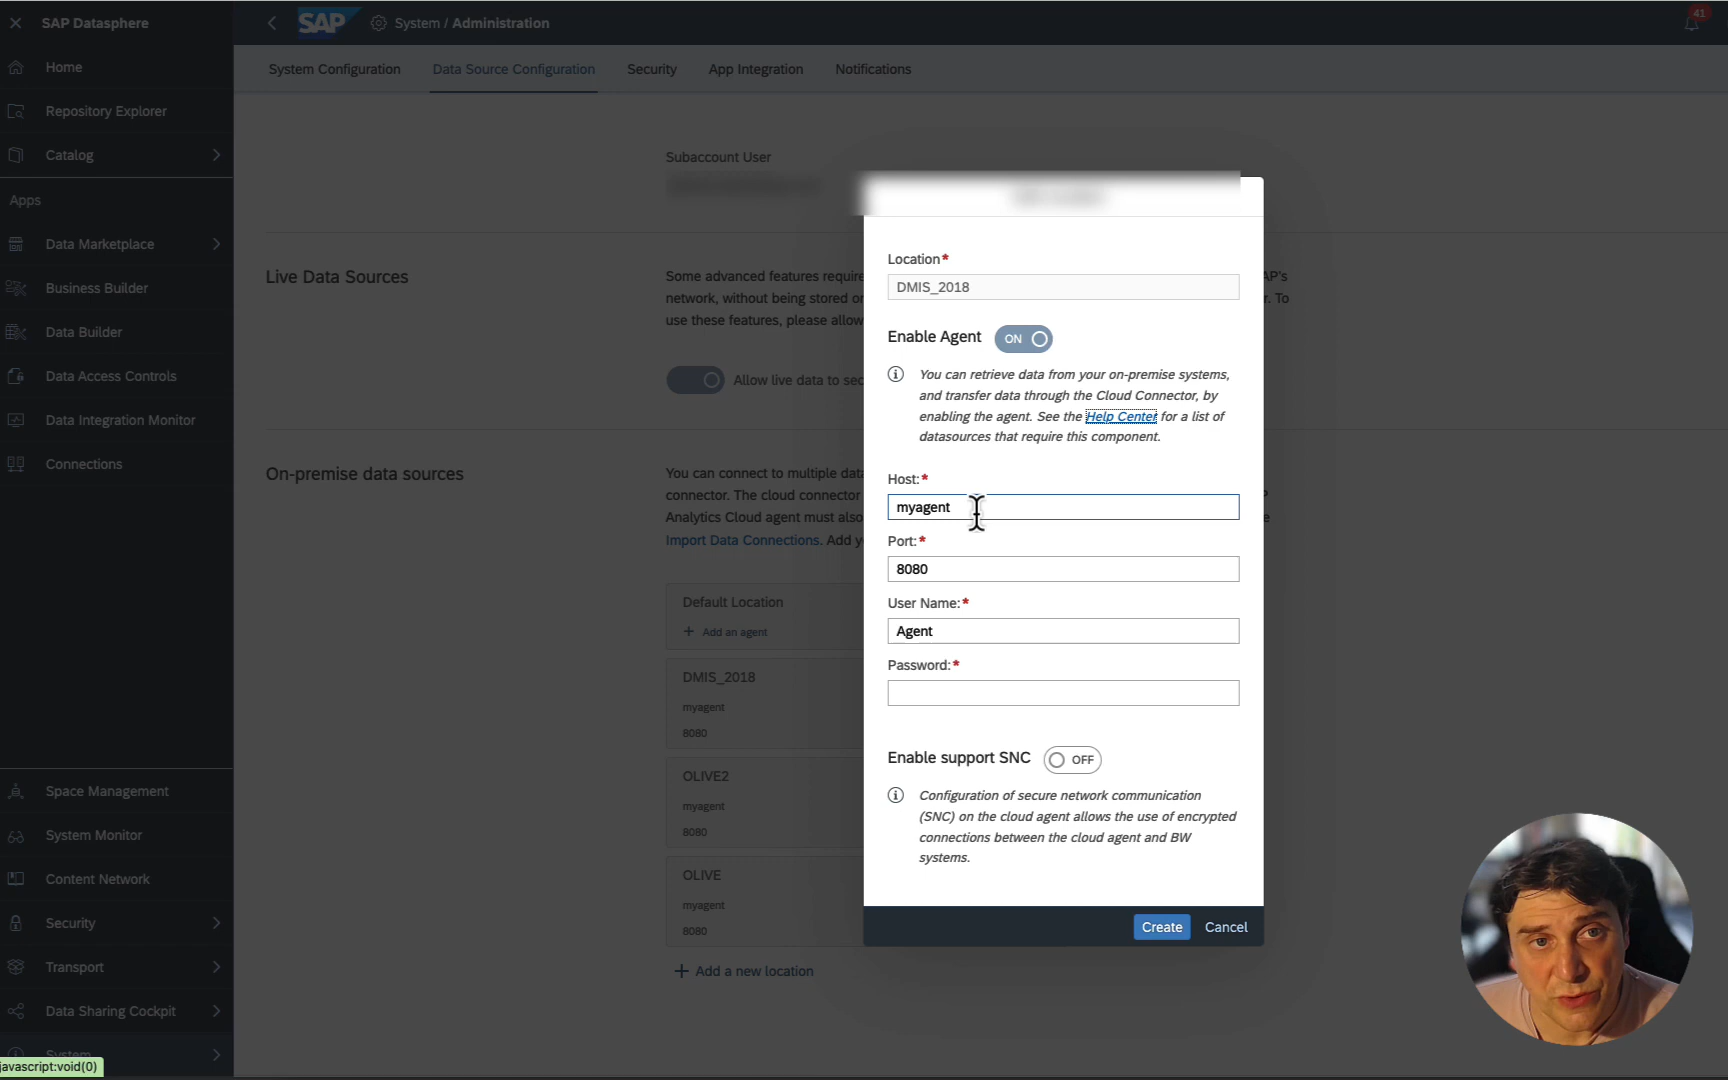 SAP Datasphere
SAP
System / Administration
41
Home
Repository Explorer
Catalog
Apps
Data Marketplace
Business Builder
Data Builder
Data Access Controls
Data Integration Monitor
Connections
Space Management
System Monitor
Content Network
Security
Transport
Data Sharing Cockpit
System
javascript:void(0)
System Configuration
Data Source Configuration
Security
App Integration
Notifications
Subaccount User
Live Data Sources
Some advanced features require
AP's
network, without being stored or
r. To
use these features, please allow
Allow live data to sec
On-premise data sources
You can connect to multiple data
connector. The cloud connector
Analytics Cloud agent must also
e
Import Data Connections. Add y
Default Location
Add an agent
DMIS_2018
myagent
8080
OLIVE2
myagent
8080
OLIVE
myagent
8080
Add a new location
Location*
DMIS_2018
Enable Agent ON
You can retrieve data from your on-premise systems,
and transfer data through the Cloud Connector, by
enabling the agent. See the Help Center for a list of
datasources that require this component.
Host:*
myagent
Port:*
8080
User Name:*
Agent
Password:*
Enable support SNC OFF
Configuration of secure network communication
(SNC) on the cloud agent allows the use of encrypted
connections between the cloud agent and BW
systems.
Create
Cancel